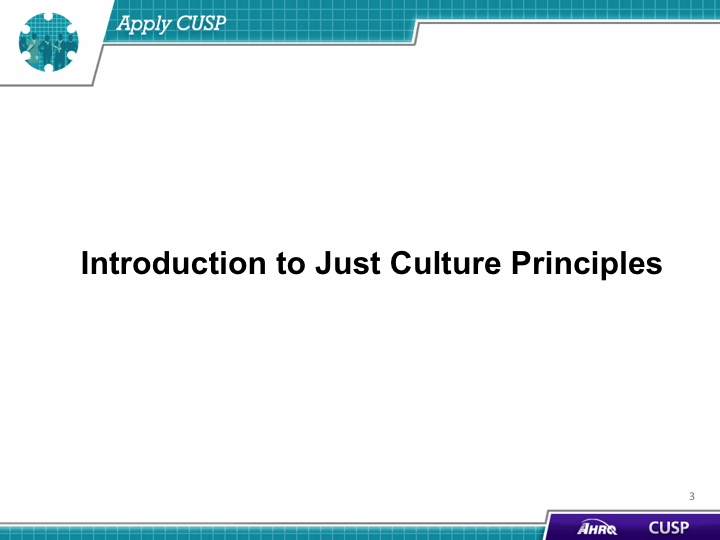 Apply CUSP
Introduction to Just Culture Principles
3
AHRQ
CUSP